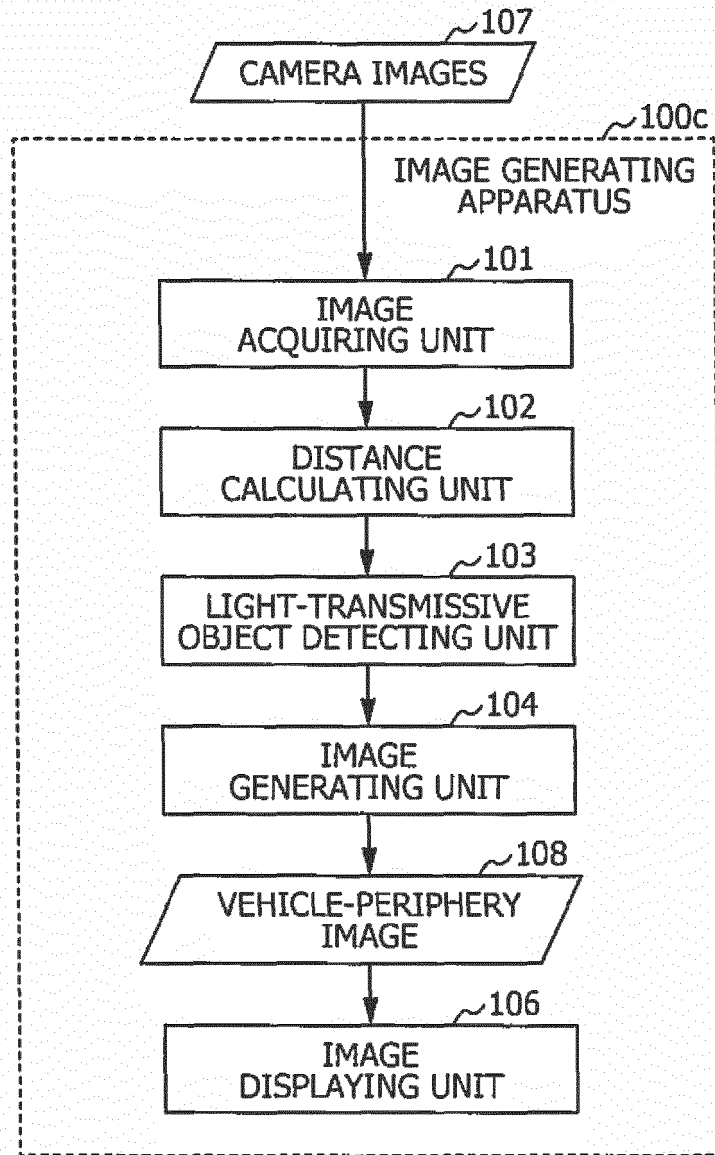 107
CAMERA IMAGES
100c
IMAGE GENERATING
APPARATUS
101
IMAGE
ACQUIRING UNIT
102
DISTANCE
CALCULATING UNIT
103
LIGHT-TRANSMISSIVE
OBJECT DETECTING UNIT
104
IMAGE
GENERATING UNIT
108
VEHICLE-PERIPHERY
IMAGE
106
IMAGE
DISPLAYING UNIT